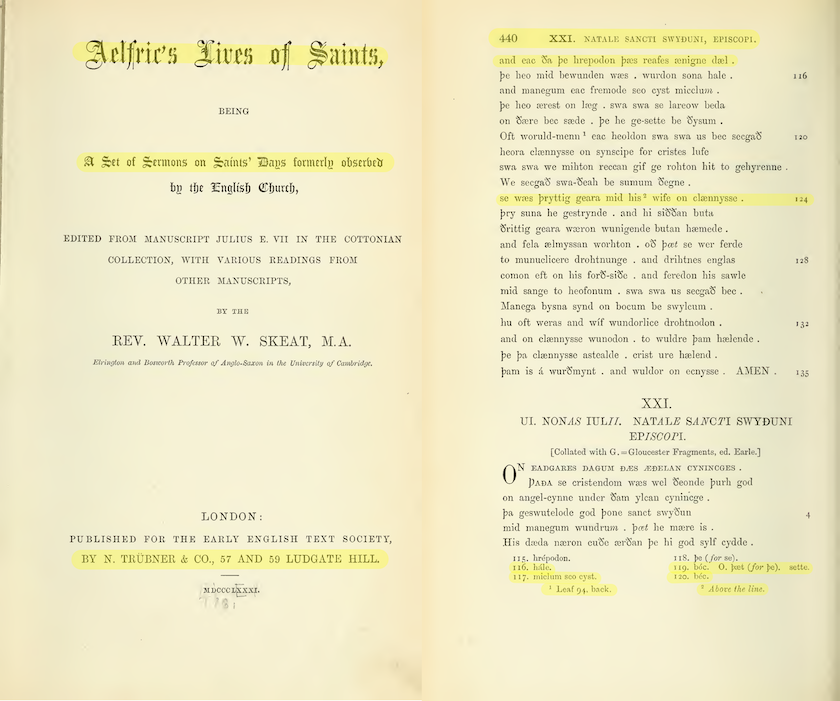 Aelfric's Lives of Saints,
BEING
A Set of Sermons on Saints' Days formerly observed
by the English Church,
EDITED FROM MANUSCRIPT JULIUS E. VII IN THE COTTONIAN
COLLECTION, WITH VARIOUS READINGS FROM
OTHER MANUSCRIPTS,
BY THE
REV. WALTER W. SKEAT, M.A.
Elrington and Bosworth Professor of Anglo-Saxon in the University of Cambridge.
LONDON:
PUBLISHED FOR THE EARLY ENGLISH TEXT SOCIETY,
BY N. TRÜBNER & CO., 57 AND 59 LUDGATE HILL.
MDCCCLXXXI.
440 XXI. NATALE SANCTI SWYÐUNI, EPISCOPI.
and eac ða þe hrepodon þæs reafes ænigne dæl .
þe heo mid bewunden wæs . wurdon sona hale . 116
and manegum eac fremode seo cyst micclum .
þe heo ærest on læg . swa swa se lareow beda
on ðære bec sæde . þe he ge-sette be ðysum .
Oft woruld-menn¹ eac heoldon swa swa us bec secgað 120
heora clænnysse on synscipe for cristes lufe
swa swa we mihton reccan gif ge rohton hit to gehyrenne .
We secgað swa-ðeah be sumum ðegne .
se wæs þryttig geara mid his² wife on clænnysse . 124
þry suna he gestrynde . and hi siððan buta
ðrittig geara wæron wunigende butan hæmede .
and fela ælmyssan worhton . oð þæt se wer ferde
to munuclicere drohtnunge . and drihtnes englas 128
comon eft on his forð-siðe . and feredon his sawle
mid sange to heofonum . swa swa us secgað bec .
Manega bysna synd on bocum be swylcum .
hu oft weras and wíf wundorlice drohtnodon . 132
and on clænnysse wunodon . to wuldre þam hælende .
þe þa clænnysse astealde . crist ure hælend .
þam is á wurðmynt . and wuldor on ecnysse . AMEN . 135
XXI.
UI. NONAS IULII. NATALE SANCTI SWYÐUNI
EPISCOPI.
[Collated with G. = Gloucester Fragments, ed. Earle.]
ON EADGARES DAGUM ÐÆS ÆÐELAN CYNINCGES .
ÞAÐA se cristendom wæs wel ðeonde þurh god
on angel-cynne under ðam ylcan cynincge .
þa geswutelode god þone sanct swyðun 4
mid manegum wundrum . þæt he mære is .
His dæda næron cuðe ærðan þe hi god sylf cydde .
115. hrépodon. 118. þe (for se).
116. hále. 119. bóc. O. þæt (for þe). sette.
117. miclum seo cyst. 120. béc.
¹ Leaf 94, back. ² Above the line.